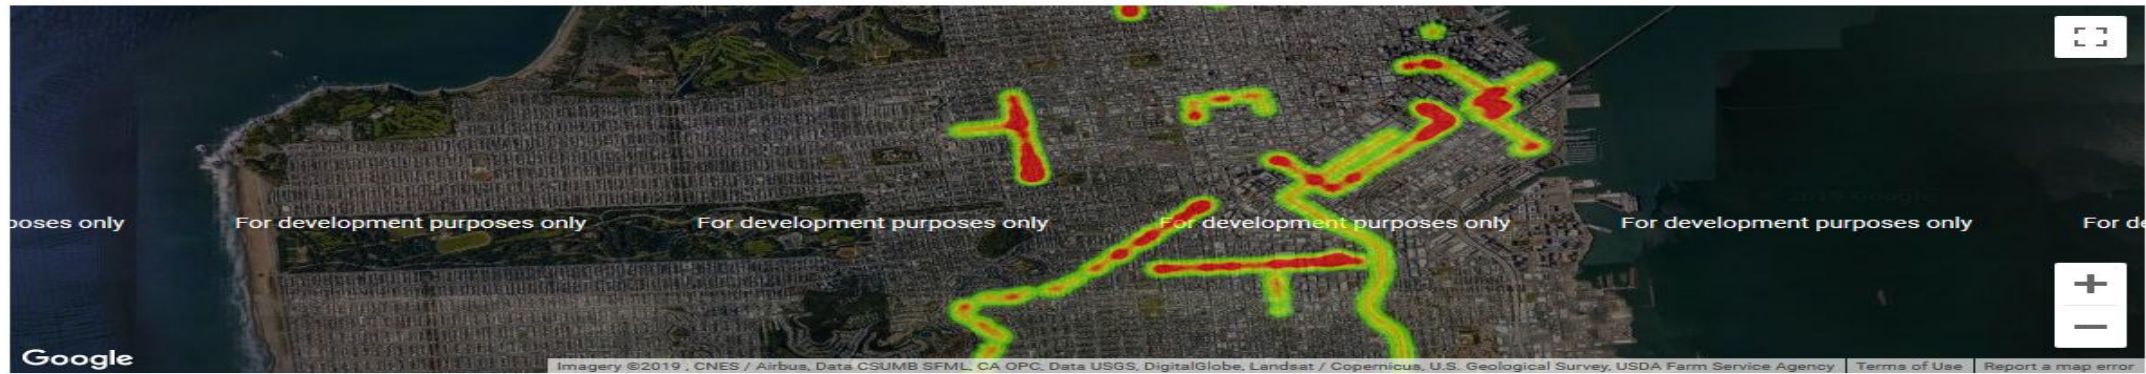 poses only For development purposes only For development purposes only For development purposes only For development purposes only For de
Google
Imagery ©2019 , CNES / Airbus, Data CSUMB SFML, CA OPC, Data USGS, DigitalGlobe, Landsat / Copernicus, U.S. Geological Survey, USDA Farm Service Agency Terms of Use Report a map error